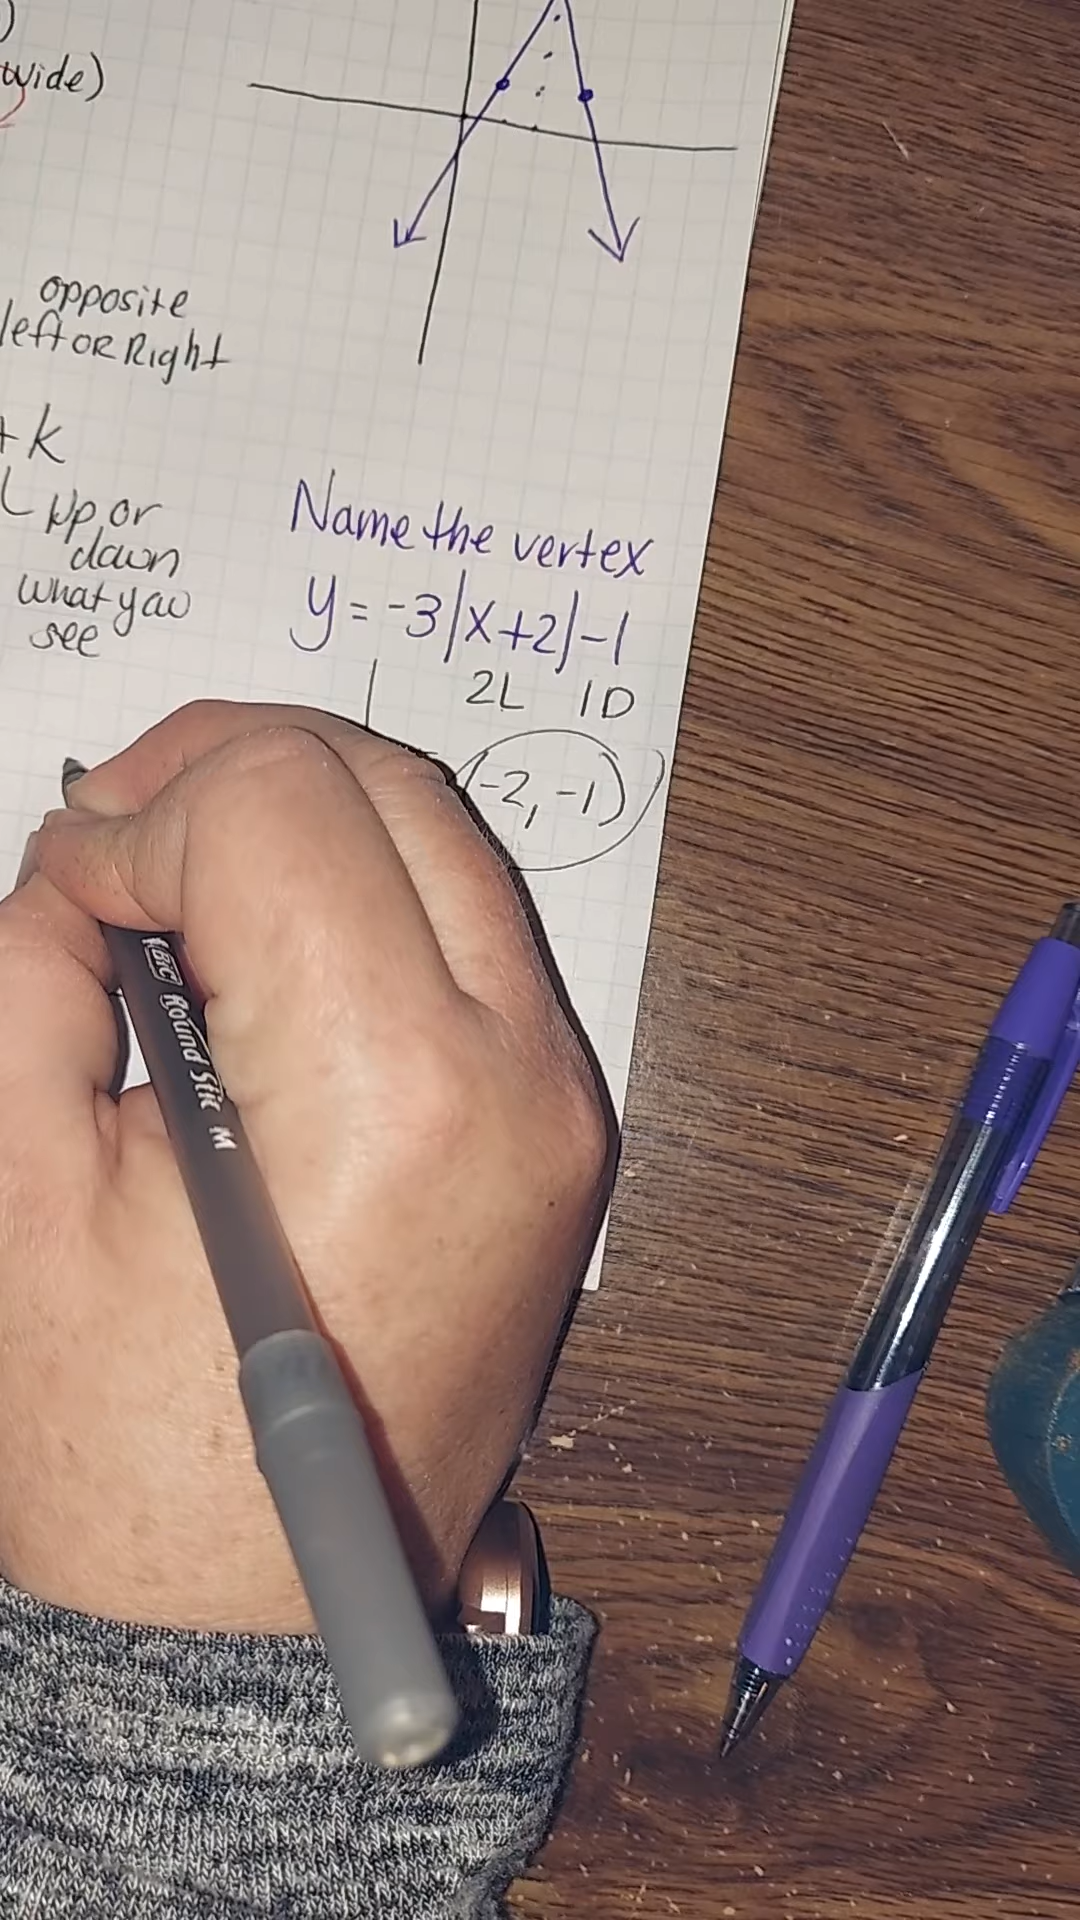 )
wide)
opposite
left OR Right
+ k
up or
down
what you
see
Name the vertex
y = -3|x+2|-1
2L 1D
(-2, -1)
BIC Round Stic M